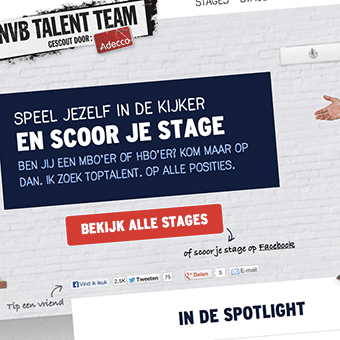 NVB TALENT TEAM
GESCOUT DOOR: Adecco
STAGES
SPEEL JEZELF IN DE KIJKER
EN SCOOR JE STAGE
BEN JIJ EEN MBO'ER OF HBO'ER? KOM MAAR OP
DAN. IK ZOEK TOPTALENT. OP ALLE POSITIES.
BEKIJK ALLE STAGES
of scoor je stage op Facebook
Vind ik leuk 2,5K Tweeten 75 Delen 5 E-mail
Tip een vriend
IN DE SPOTLIGHT